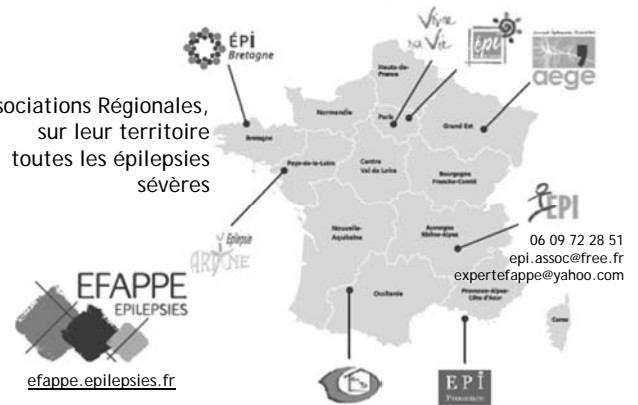 ÉPI
Bretagne
Vivre
sa Vie
épi
aege
sociations Régionales,
sur leur territoire
toutes les épilepsies
sévères
Hauts-de-
France
Normandie
Paris
Grand Est
Bretagne
Pays-de-la-Loire
Centre
Val de Loire
Bourgogne
Franche-Comté
EPI
Epilepsie
Nouvelle-
Aquitaine
Auvergne
Rhône-Alpes
06 09 72 28 51
epi.assoc@free.fr
expertefappe@yahoo.com
EFAPPE
EPILEPSIES
Occitanie
Provence-Alpes-
Côte d'Azur
Corse
efappe.epilepsies.fr
EPI
Provence